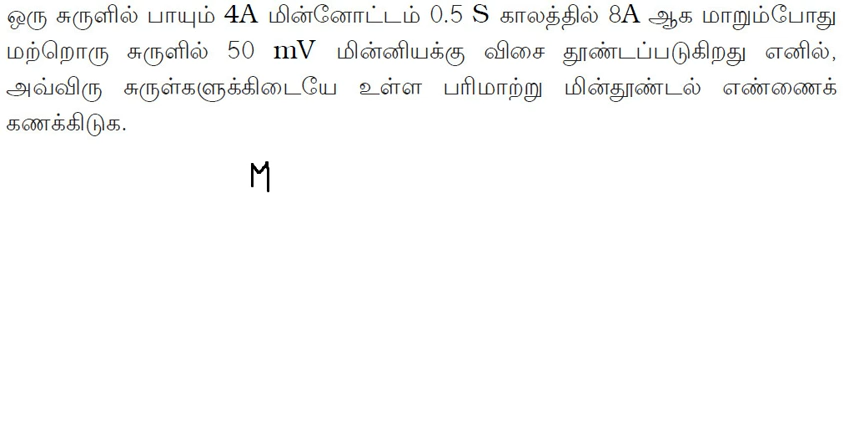 ஒரு சுருளில் பாயும் 4A மின்னோட்டம் 0.5 S காலத்தில் 8A ஆக மாறும்போது
மற்றொரு சுருளில் 50 mV மின்னியக்கு விசை தூண்டப்படுகிறது எனில்,
அவ்விரு சுருள்களுக்கிடையே உள்ள பரிமாற்று மின்தூண்டல் எண்ணைக்
கணக்கிடுக.
M